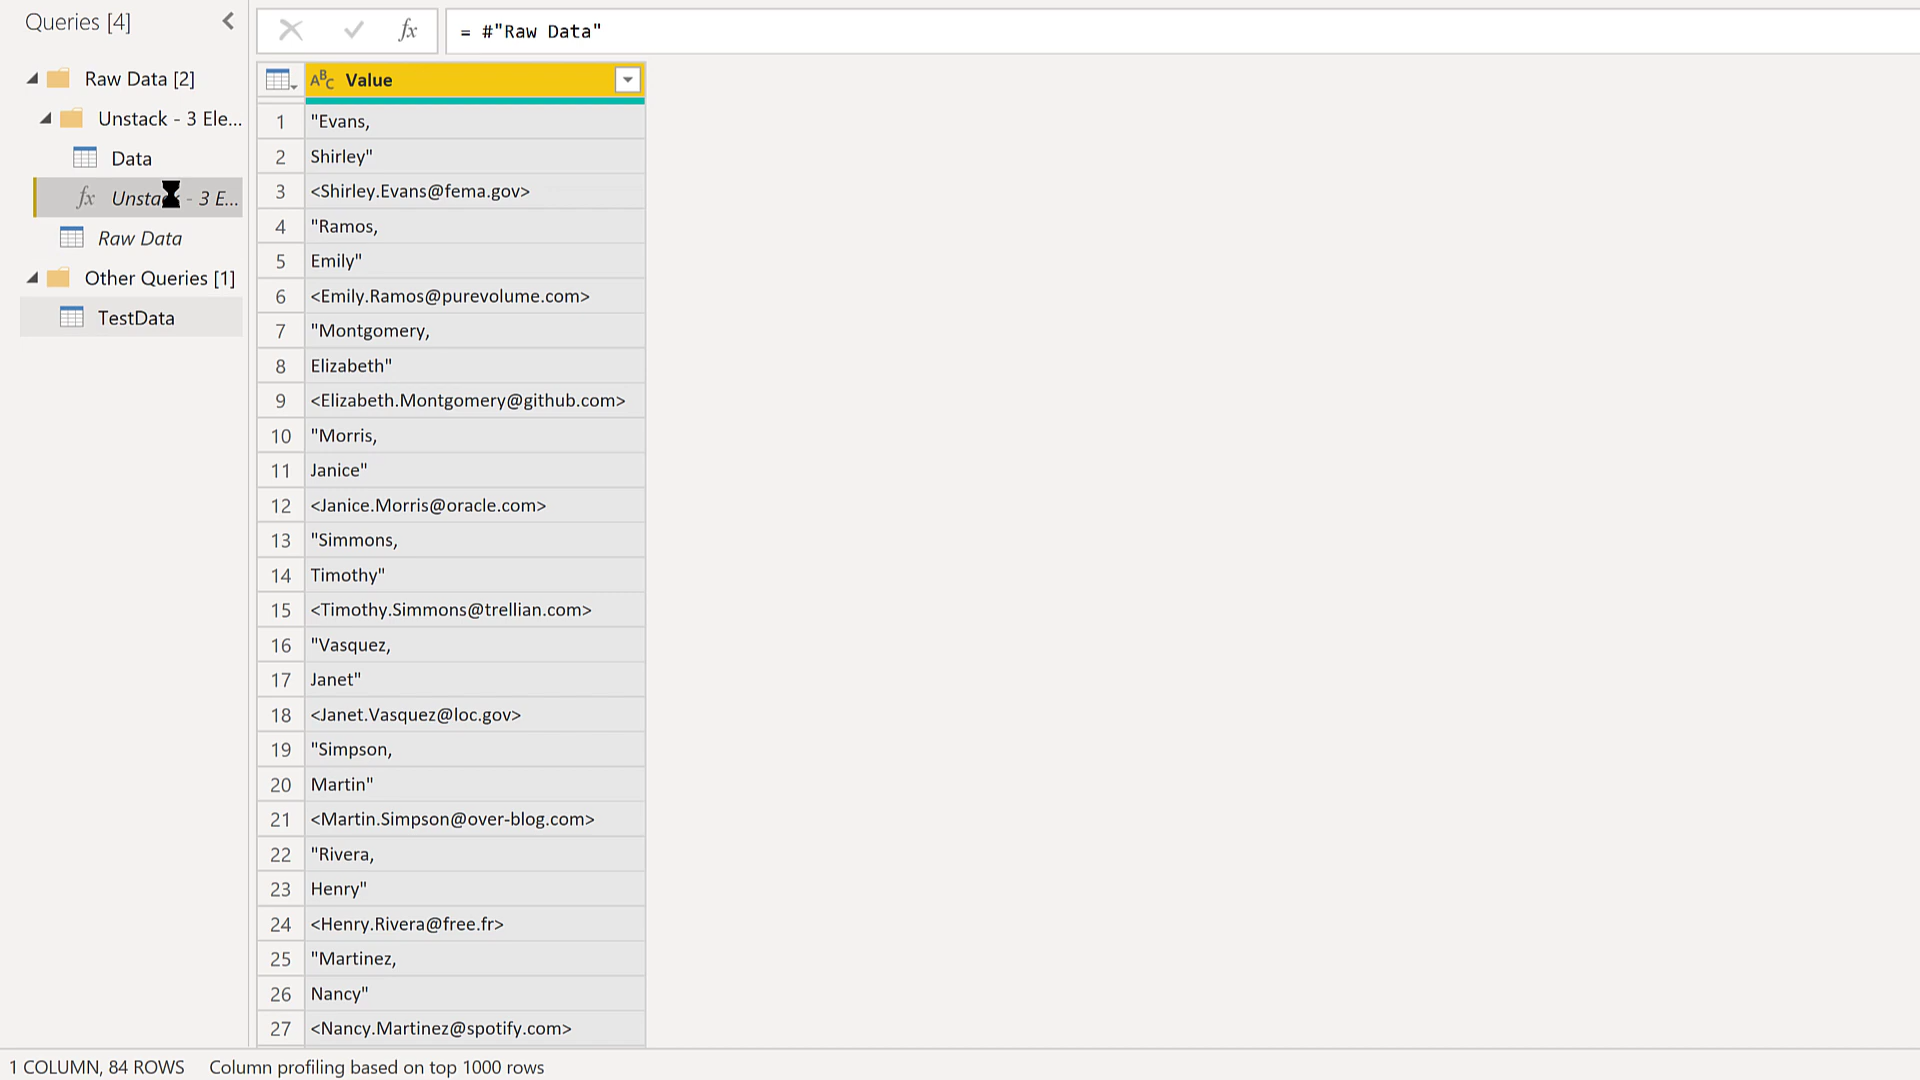 Queries [4]
fx
= #"Raw Data"
Raw Data [2]
Unstack - 3 Ele...
Data
fx Unsta - 3 E...
Raw Data
Other Queries [1]
TestData
ABC Value
1 "Evans,
2 Shirley"
3 <Shirley.Evans@fema.gov>
4 "Ramos,
5 Emily"
6 <Emily.Ramos@purevolume.com>
7 "Montgomery,
8 Elizabeth"
9 <Elizabeth.Montgomery@github.com>
10 "Morris,
11 Janice"
12 <Janice.Morris@oracle.com>
13 "Simmons,
14 Timothy"
15 <Timothy.Simmons@trellian.com>
16 "Vasquez,
17 Janet"
18 <Janet.Vasquez@loc.gov>
19 "Simpson,
20 Martin"
21 <Martin.Simpson@over-blog.com>
22 "Rivera,
23 Henry"
24 <Henry.Rivera@free.fr>
25 "Martinez,
26 Nancy"
27 <Nancy.Martinez@spotify.com>
1 COLUMN, 84 ROWS Column profiling based on top 1000 rows